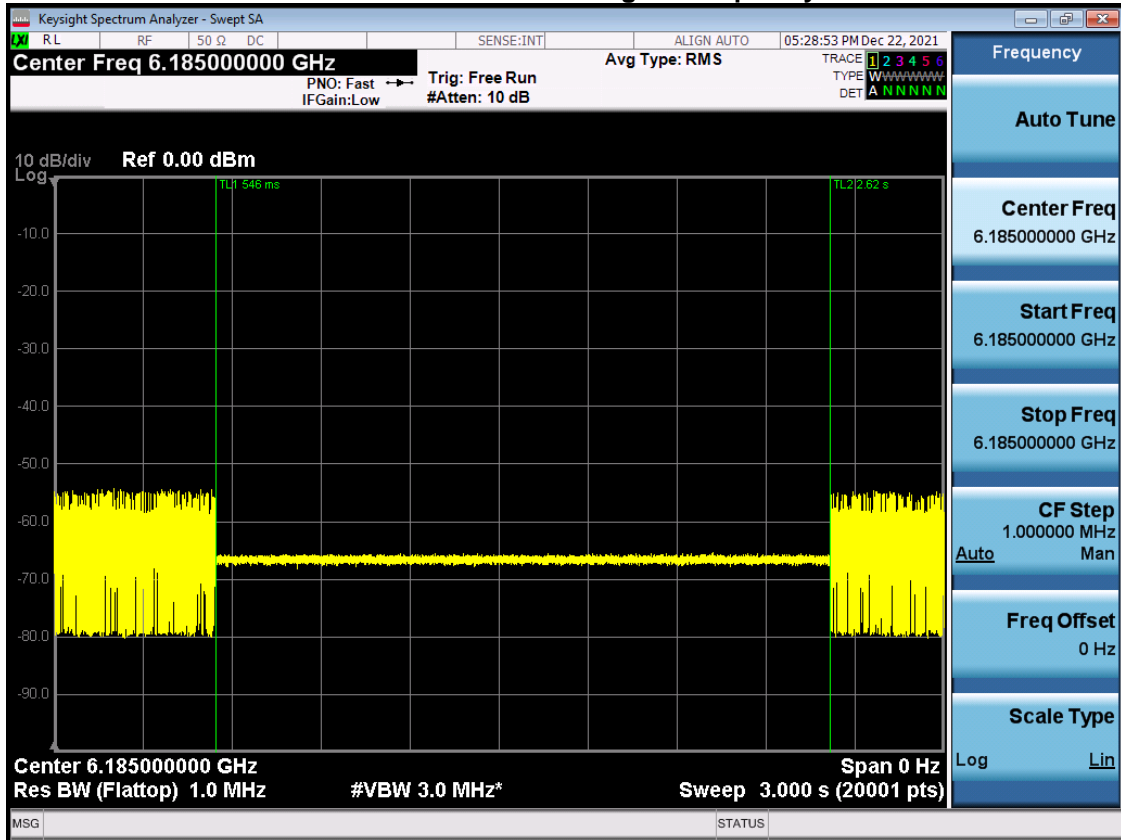 Keysight Spectrum Analyzer - Swept SA
LXI RL RF 50 Ω DC SENSE:INT ALIGN AUTO 05:28:53 PM Dec 22, 2021
Center Freq 6.185000000 GHz
PNO: Fast
IFGain:Low
Trig: Free Run
#Atten: 10 dB
Avg Type: RMS
TRACE 1 2 3 4 5 6
TYPE WWWWWW
DET A N N N N N
10 dB/div Ref 0.00 dBm
Log
TL1 546 ms
TL2 2.62 s
-10.0
-20.0
-30.0
-40.0
-50.0
-60.0
-70.0
-80.0
-90.0
Center 6.185000000 GHz Span 0 Hz
Res BW (Flattop) 1.0 MHz #VBW 3.0 MHz* Sweep 3.000 s (20001 pts)
MSG STATUS
Frequency
Auto Tune
Center Freq
6.185000000 GHz
Start Freq
6.185000000 GHz
Stop Freq
6.185000000 GHz
CF Step
1.000000 MHz
Auto Man
Freq Offset
0 Hz
Scale Type
Log Lin